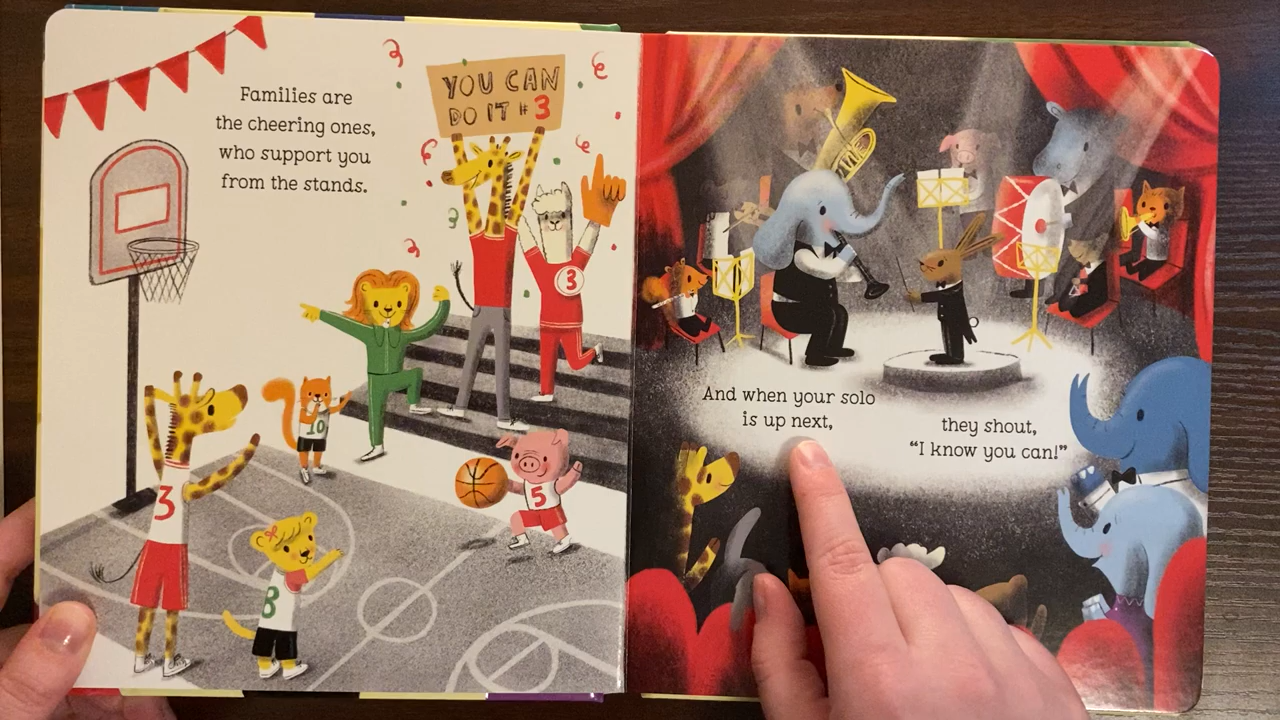 Families are
the cheering ones,
who support you
from the stands.
YOU CAN
DO IT #3
3
10
3
5
8
And when your solo
is up next,
they shout,
“I know you can!”